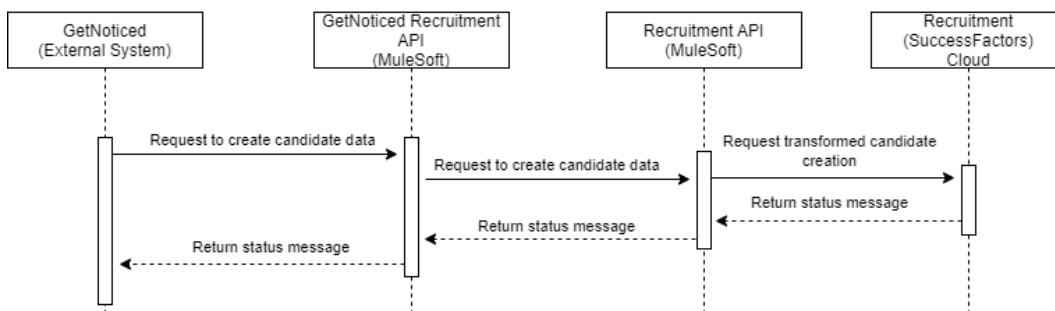 GetNoticed
(External System)
GetNoticed Recruitment
API
(MuleSoft)
Recruitment API
(MuleSoft)
Recruitment
(SuccessFactors)
Cloud
Request to create candidate data
Request to create candidate data
Request transformed candidate
creation
Return status message
Return status message
Return status message